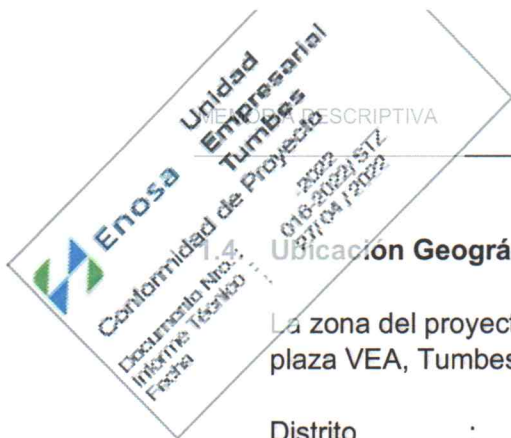 MEMORIA DESCRIPTIVA
Enosa
Unidad
Empresarial
Tumbes
Conformidad de Proyecto
Documento Nro. -2022
Informe Técnico 016-2022/STZ
Fecha 27/04/2022
1.4. Ubicación Geográ
La zona del proyect
plaza VEA, Tumbes
Distrito :